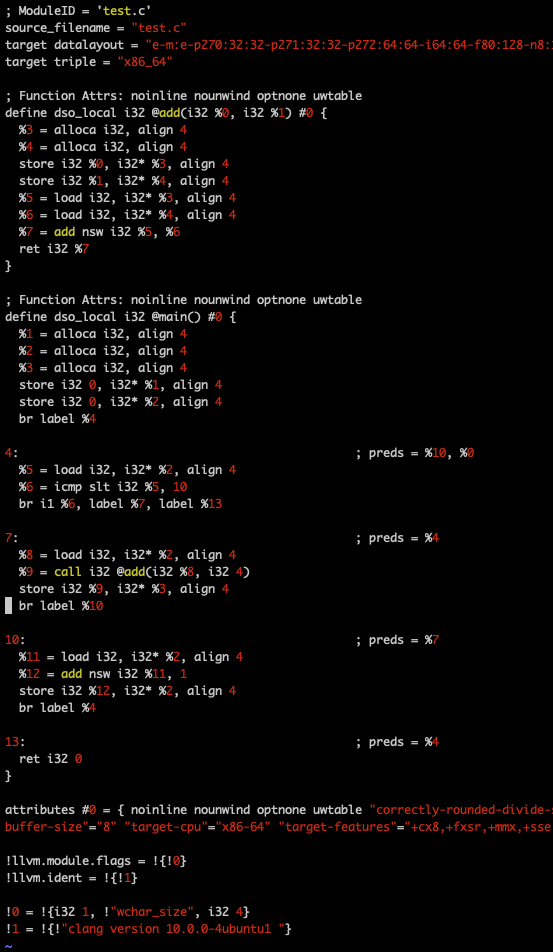 ; ModuleID = 'test.c'
source_filename = "test.c"
target datalayout = "e-m:e-p270:32:32-p271:32:32-p272:64:64-i64:64-f80:128-n8:
target triple = "x86_64"

; Function Attrs: noinline nounwind optnone uwtable
define dso_local i32 @add(i32 %0, i32 %1) #0 {
  %3 = alloca i32, align 4
  %4 = alloca i32, align 4
  store i32 %0, i32* %3, align 4
  store i32 %1, i32* %4, align 4
  %5 = load i32, i32* %3, align 4
  %6 = load i32, i32* %4, align 4
  %7 = add nsw i32 %5, %6
  ret i32 %7
}

; Function Attrs: noinline nounwind optnone uwtable
define dso_local i32 @main() #0 {
  %1 = alloca i32, align 4
  %2 = alloca i32, align 4
  %3 = alloca i32, align 4
  store i32 0, i32* %1, align 4
  store i32 0, i32* %2, align 4
  br label %4

4:                                                ; preds = %10, %0
  %5 = load i32, i32* %2, align 4
  %6 = icmp slt i32 %5, 10
  br i1 %6, label %7, label %13

7:                                                ; preds = %4
  %8 = load i32, i32* %2, align 4
  %9 = call i32 @add(i32 %8, i32 4)
  store i32 %9, i32* %3, align 4
  br label %10

10:                                               ; preds = %7
  %11 = load i32, i32* %2, align 4
  %12 = add nsw i32 %11, 1
  store i32 %12, i32* %2, align 4
  br label %4

13:                                               ; preds = %4
  ret i32 0
}

attributes #0 = { noinline nounwind optnone uwtable "correctly-rounded-divide-
buffer-size"="8" "target-cpu"="x86-64" "target-features"="+cx8,+fxsr,+mmx,+sse

!llvm.module.flags = !{!0}
!llvm.ident = !{!1}

!0 = !{i32 1, !"wchar_size", i32 4}
!1 = !{!"clang version 10.0.0-4ubuntu1 "}
~